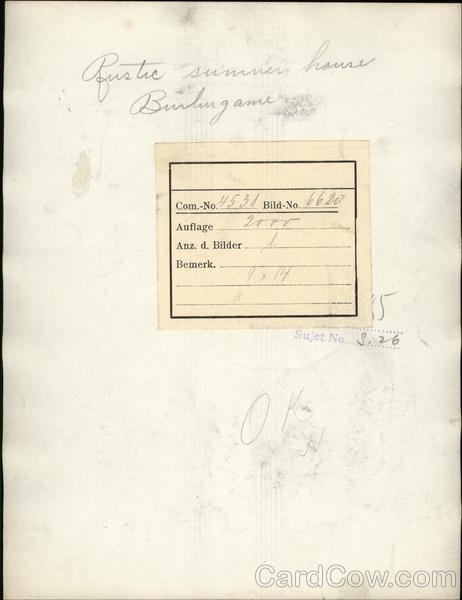 Rustic summer house
Burlingame
Com.-No. 4531 Bild-No. 6620
Auflage 2000
Anz. d. Bilder 1
Bemerk. 9 x 14
85
Sujet No. S. 26
OK
CardCow.com